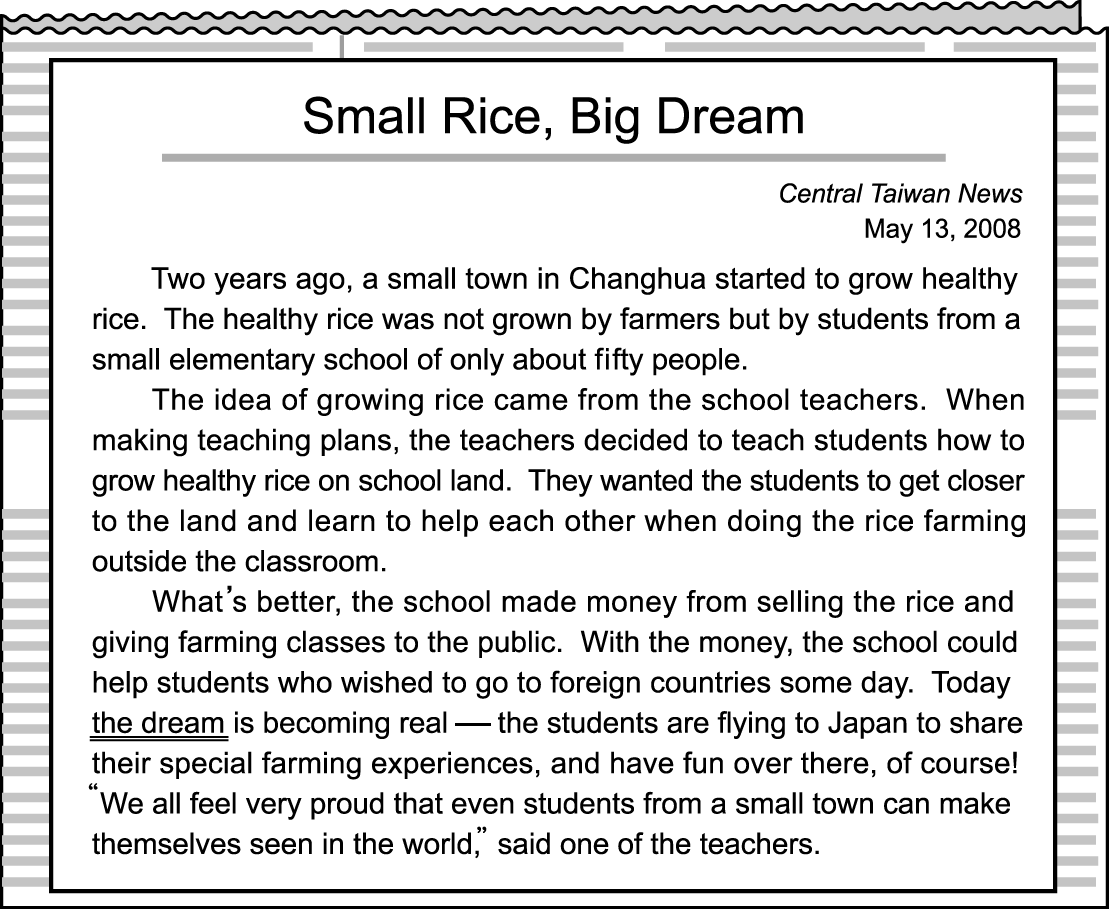 Small Rice, Big Dream
Central Taiwan News
May 13, 2008
Two years ago, a small town in Changhua started to grow healthy
rice. The healthy rice was not grown by farmers but by students from a
small elementary school of only about fifty people.
The idea of growing rice came from the school teachers. When
making teaching plans, the teachers decided to teach students how to
grow healthy rice on school land. They wanted the students to get closer
to the land and learn to help each other when doing the rice farming
outside the classroom.
What’s better, the school made money from selling the rice and
giving farming classes to the public. With the money, the school could
help students who wished to go to foreign countries some day. Today
the dream is becoming real — the students are flying to Japan to share
their special farming experiences, and have fun over there, of course!
“We all feel very proud that even students from a small town can make
themselves seen in the world,” said one of the teachers.